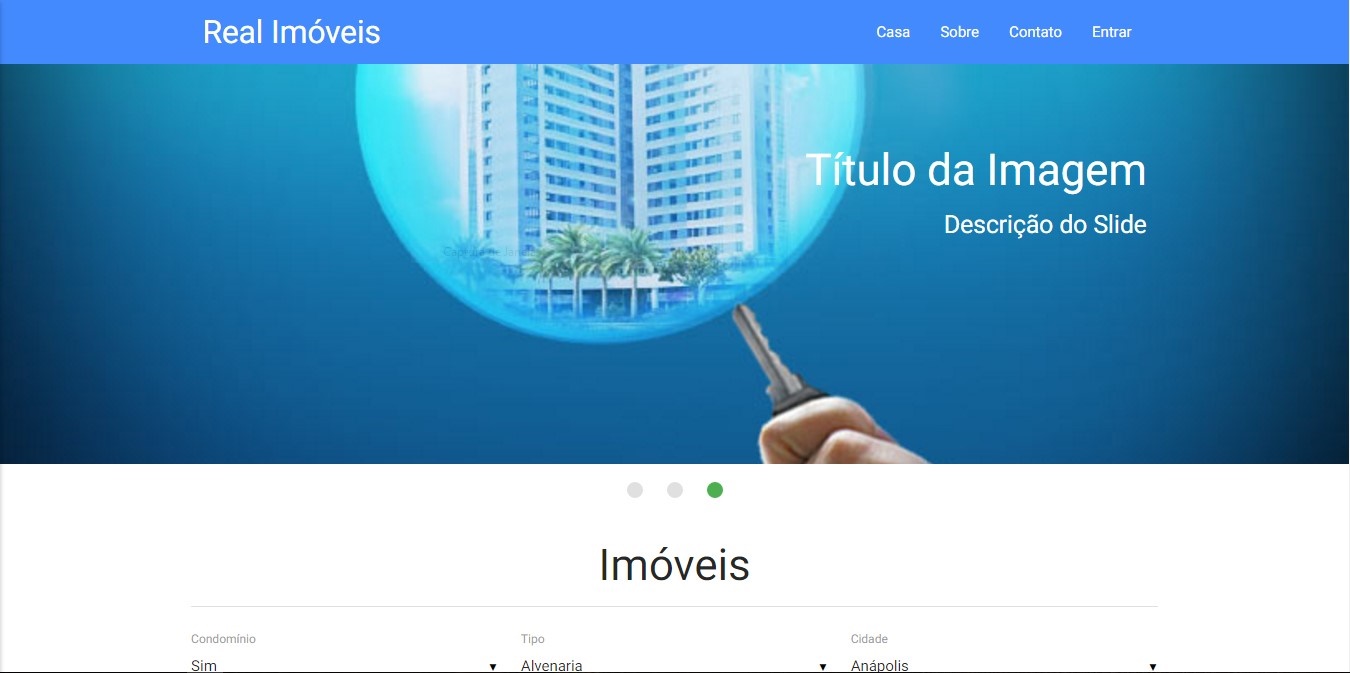 Real Imóveis
Casa Sobre Contato Entrar
Título da Imagem
Descrição do Slide
Imóveis
Condomínio Tipo Cidade
Sim Alvenaria Anápolis